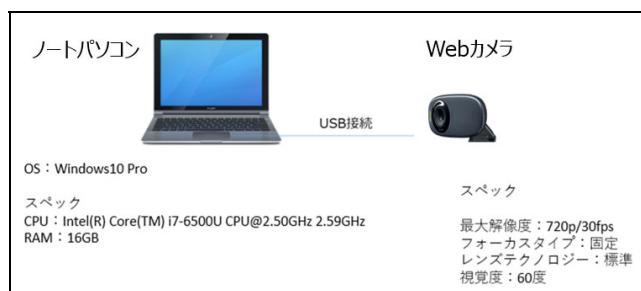 ノートパソコン
Webカメラ
USB接続
OS：Windows10 Pro
スペック
CPU：Intel(R) Core(TM) i7-6500U CPU@2.50GHz 2.59GHz
RAM：16GB
スペック
最大解像度：720p/30fps
フォーカスタイプ：固定
レンズテクノロジー：標準
視覚度：60度